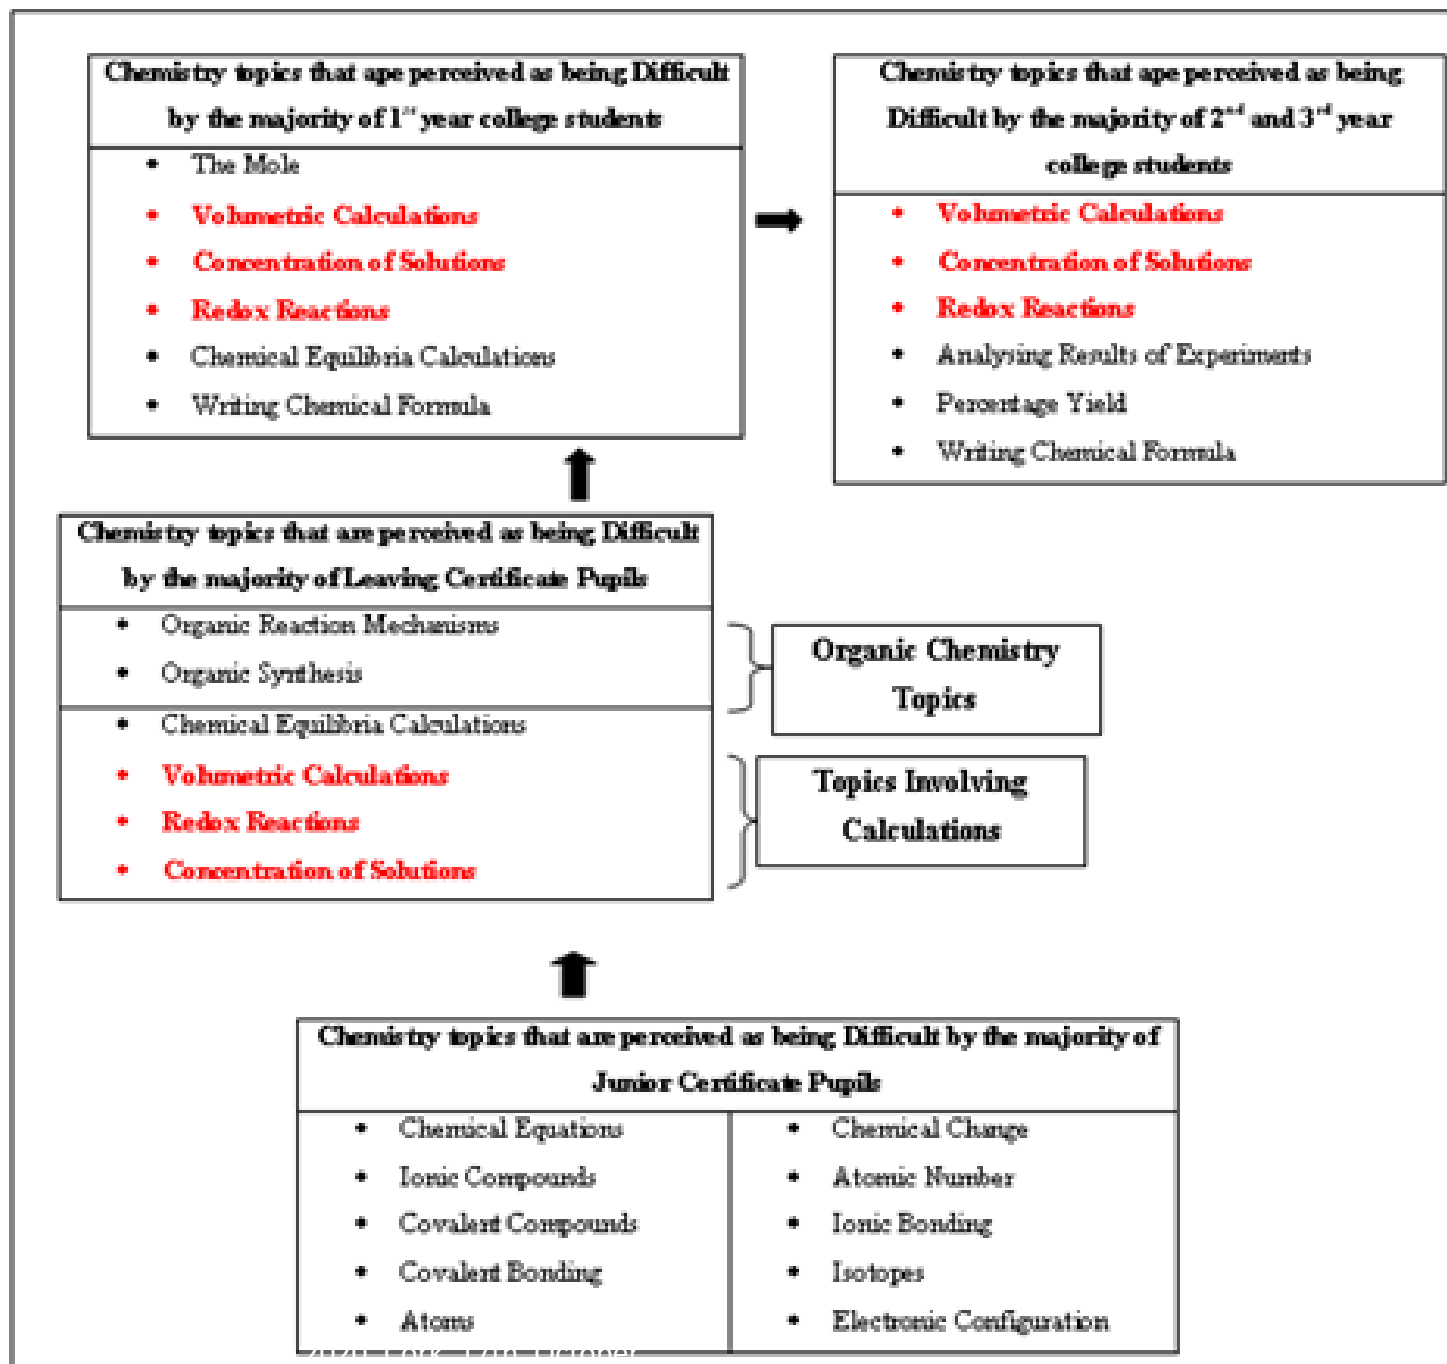 Chemistry topics that ape perceived as being Difficult
by the majority of 1st year college students
• The Mole
• Volumetric Calculations
• Concentration of Solutions
• Redox Reactions
• Chemical Equilibria Calculations
• Writing Chemical Formula
Chemistry topics that ape perceived as being
Difficult by the majority of 2nd and 3rd year
college students
• Volumetric Calculations
• Concentration of Solutions
• Redox Reactions
• Analysing Results of Experiments
• Percentage Yield
• Writing Chemical Formula
Chemistry topics that are perceived as being Difficult
by the majority of Leaving Certificate Pupils
• Organic Reaction Mechanisms
• Organic Synthesis
• Chemical Equilibria Calculations
• Volumetric Calculations
• Redox Reactions
• Concentration of Solutions
Organic Chemistry
Topics
Topics Involving
Calculations
Chemistry topics that are perceived as being Difficult by the majority of
Junior Certificate Pupils
• Chemical Equations
• Ionic Compounds
• Covalent Compounds
• Covalent Bonding
• Atoms
• Chemical Change
• Atomic Number
• Ionic Bonding
• Isotopes
• Electronic Configuration
October